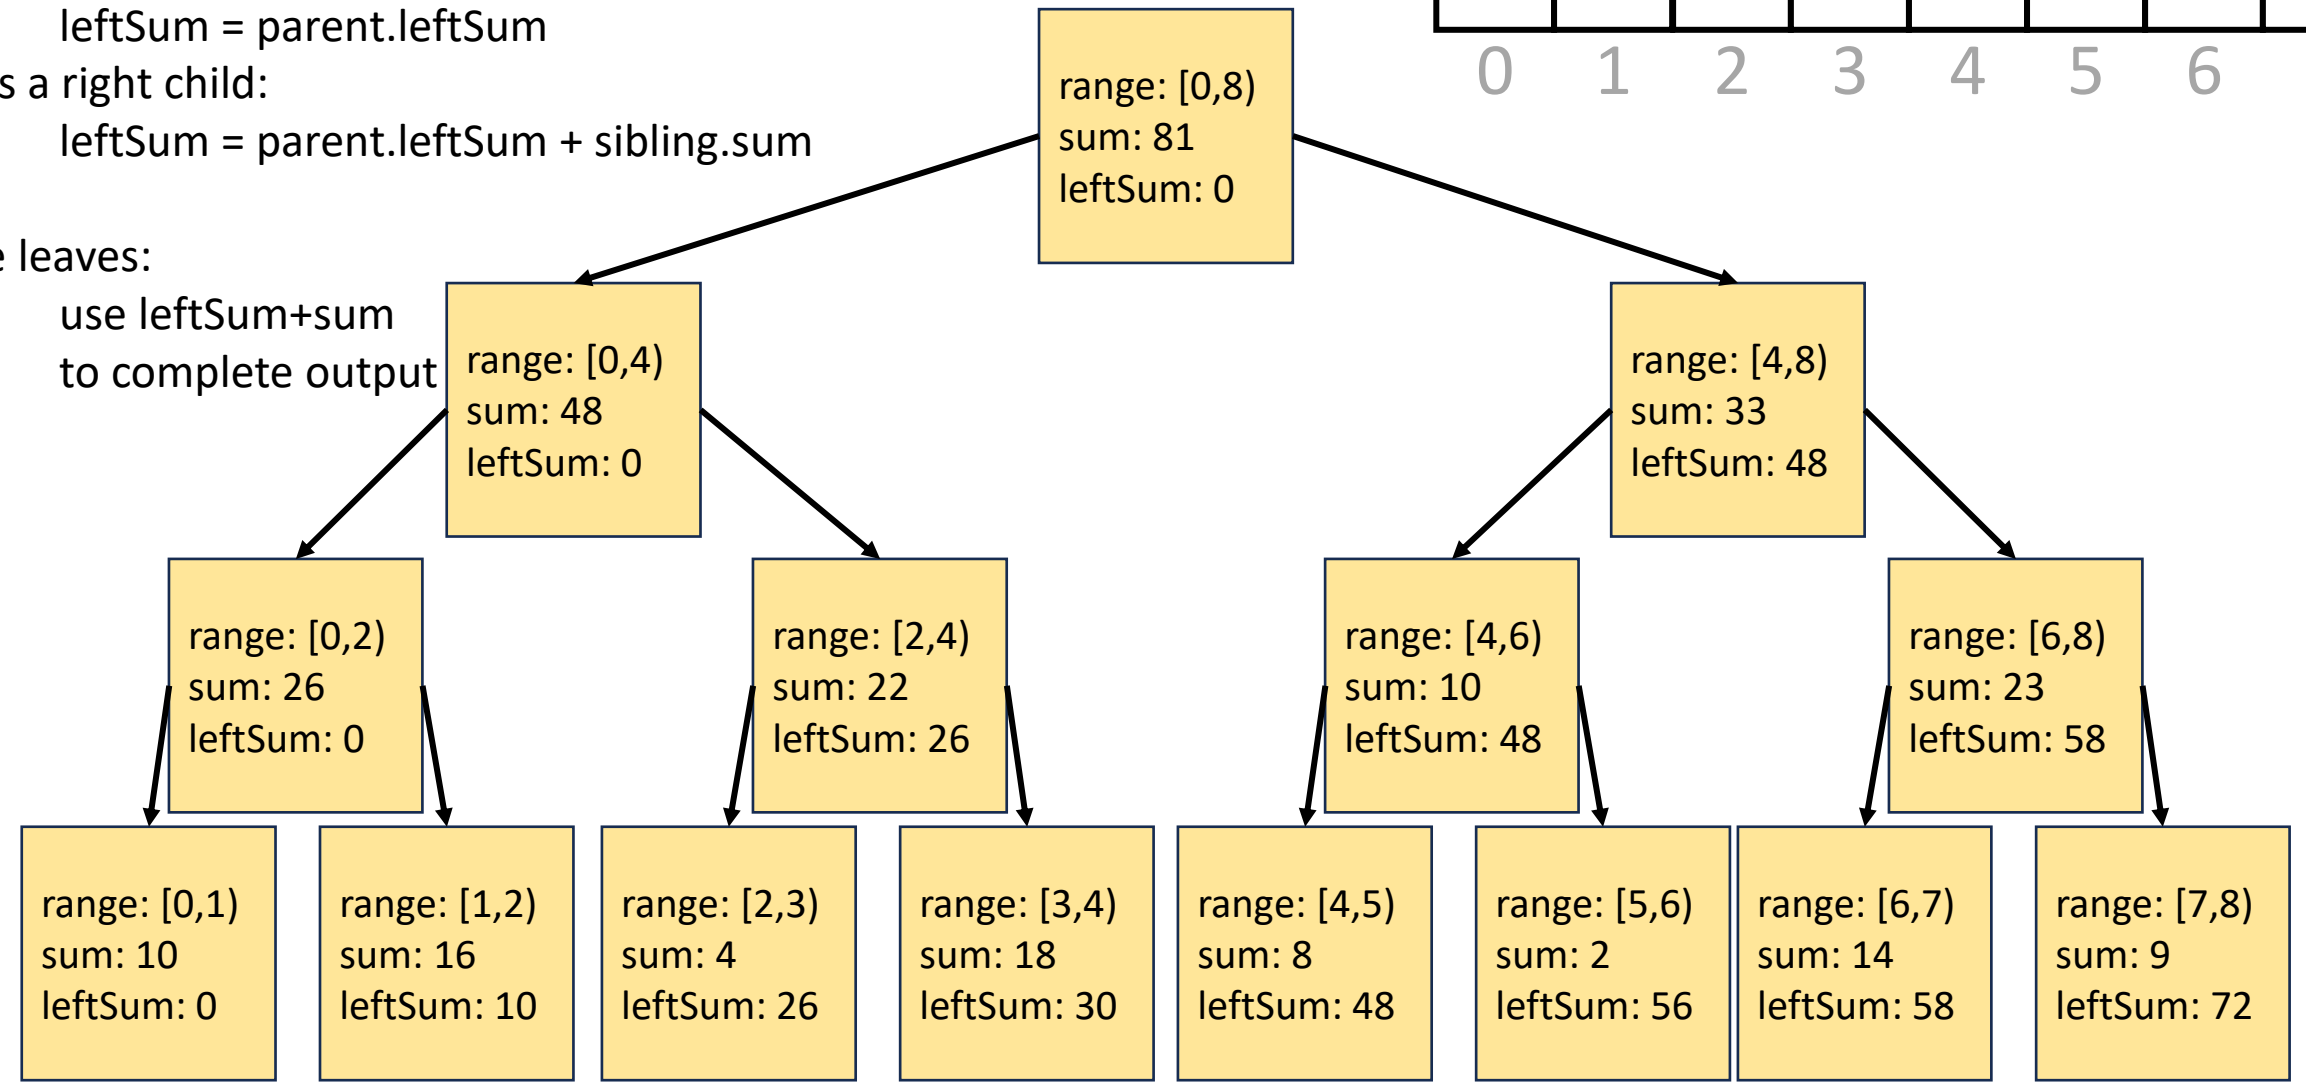 leftSum = parent.leftSum
s a right child:
leftSum = parent.leftSum + sibling.sum
e leaves:
use leftSum+sum
to complete output
0 1 2 3 4 5 6
range: [0,8)
sum: 81
leftSum: 0
range: [0,4)
sum: 48
leftSum: 0
range: [4,8)
sum: 33
leftSum: 48
range: [0,2)
sum: 26
leftSum: 0
range: [2,4)
sum: 22
leftSum: 26
range: [4,6)
sum: 10
leftSum: 48
range: [6,8)
sum: 23
leftSum: 58
range: [0,1)
sum: 10
leftSum: 0
range: [1,2)
sum: 16
leftSum: 10
range: [2,3)
sum: 4
leftSum: 26
range: [3,4)
sum: 18
leftSum: 30
range: [4,5)
sum: 8
leftSum: 48
range: [5,6)
sum: 2
leftSum: 56
range: [6,7)
sum: 14
leftSum: 58
range: [7,8)
sum: 9
leftSum: 72